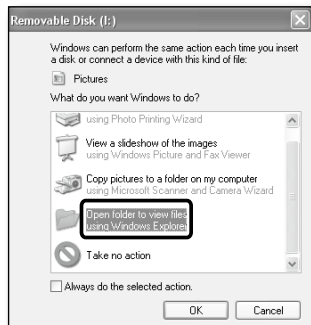 Removable Disk (I:)
Windows can perform the same action each time you insert
a disk or connect a device with this kind of file:
Pictures
What do you want Windows to do?
using Photo Printing Wizard
View a slideshow of the images
using Windows Picture and Fax Viewer
Copy pictures to a folder on my computer
using Microsoft Scanner and Camera Wizard
Open folder to view files
using Windows Explorer
Take no action
Always do the selected action.
OK
Cancel